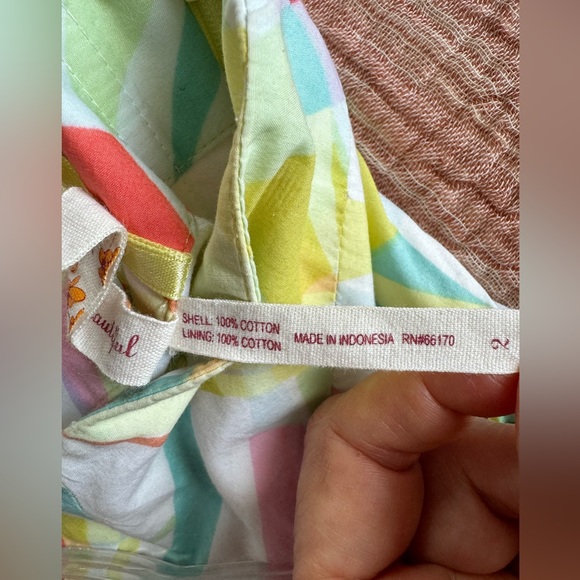 SHELL: 100% COTTON
LINING: 100% COTTON MADE IN INDONESIA RN#66170
2